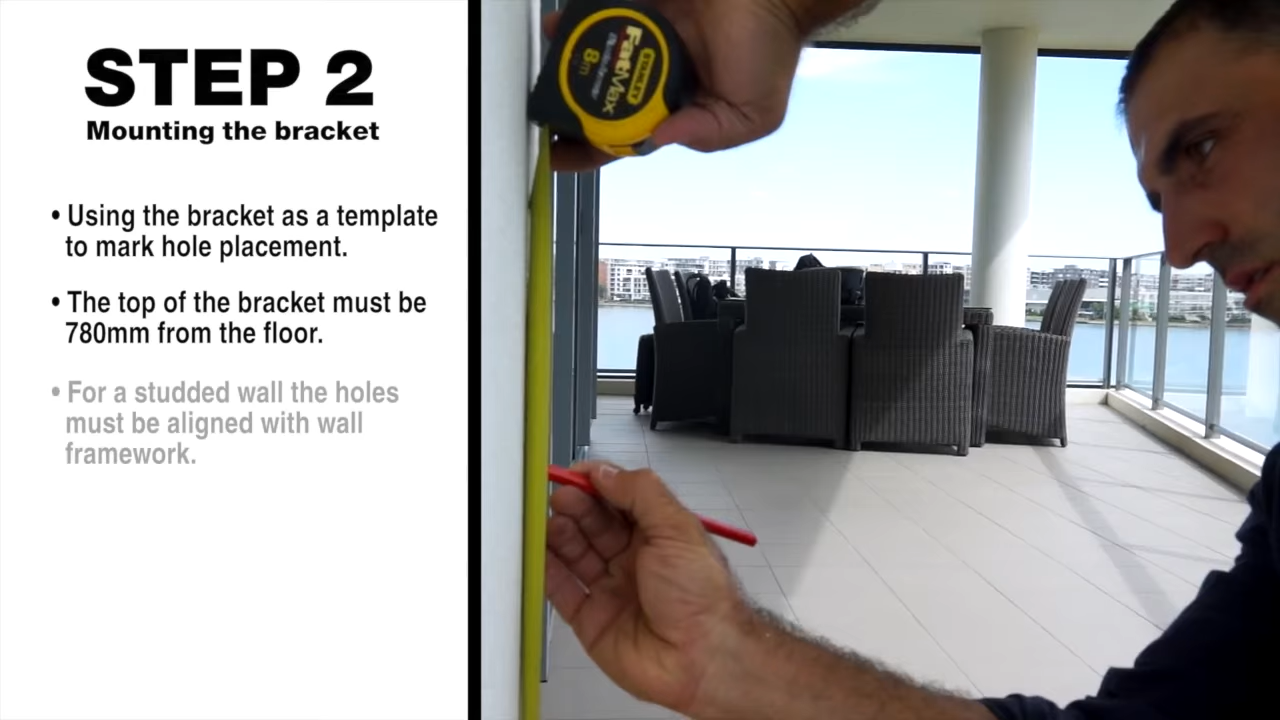 STEP 2
Mounting the bracket
• Using the bracket as a template
to mark hole placement.
• The top of the bracket must be
780mm from the floor.
• For a studded wall the holes
must be aligned with wall
framework.
STANLEY
FatMax
8m